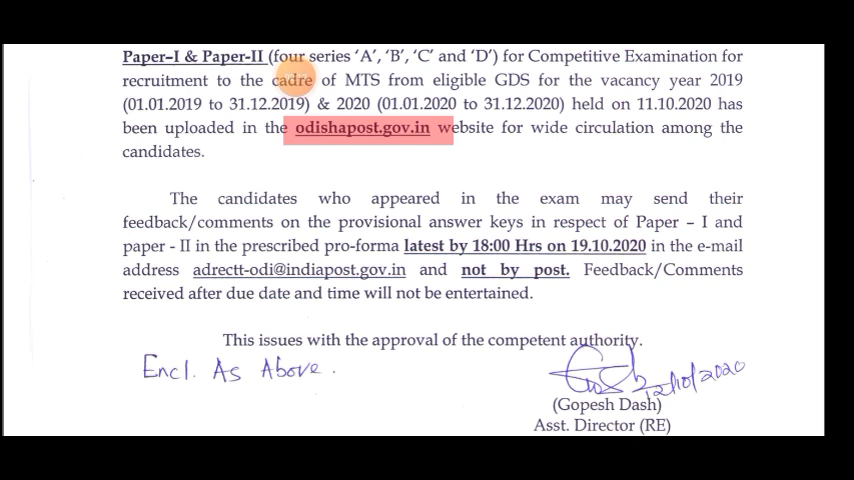 Paper-I & Paper-II (four series ‘A’, ‘B’, ‘C’ and ‘D’) for Competitive Examination for
recruitment to the cadre of MTS from eligible GDS for the vacancy year 2019
(01.01.2019 to 31.12.2019) & 2020 (01.01.2020 to 31.12.2020) held on 11.10.2020 has
been uploaded in the odishapost.gov.in website for wide circulation among the
candidates.
The candidates who appeared in the exam may send their
feedback/comments on the provisional answer keys in respect of Paper – I and
paper - II in the prescribed pro-forma latest by 18:00 Hrs on 19.10.2020 in the e-mail
address adrectt-odi@indiapost.gov.in and not by post. Feedback/Comments
received after due date and time will not be entertained.
This issues with the approval of the competent authority.
Encl. As Above.
12/10/2020
(Gopesh Dash)
Asst. Director (RE)